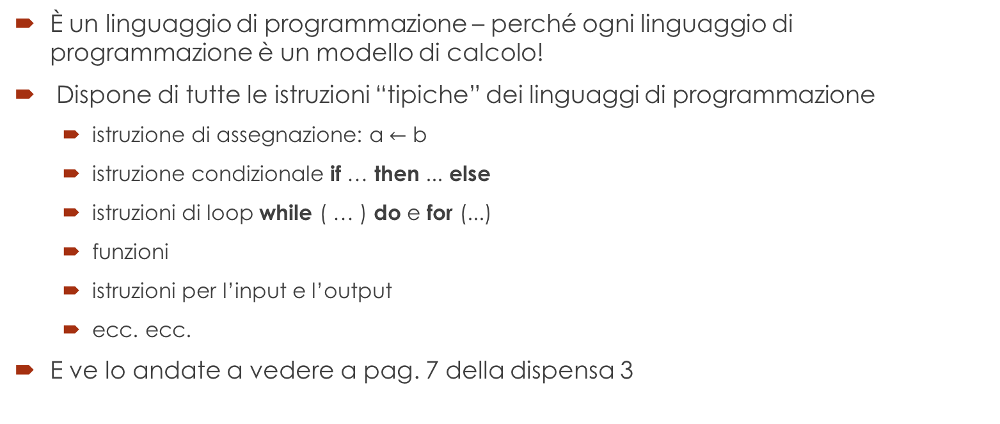 È un linguaggio di programmazione – perché ogni linguaggio di
programmazione è un modello di calcolo!
Dispone di tutte le istruzioni “tipiche” dei linguaggi di programmazione
istruzione di assegnazione: a ← b
istruzione condizionale if … then ... else
istruzioni di loop while ( … ) do e for (...)
funzioni
istruzioni per l’input e l’output
ecc. ecc.
E ve lo andate a vedere a pag. 7 della dispensa 3